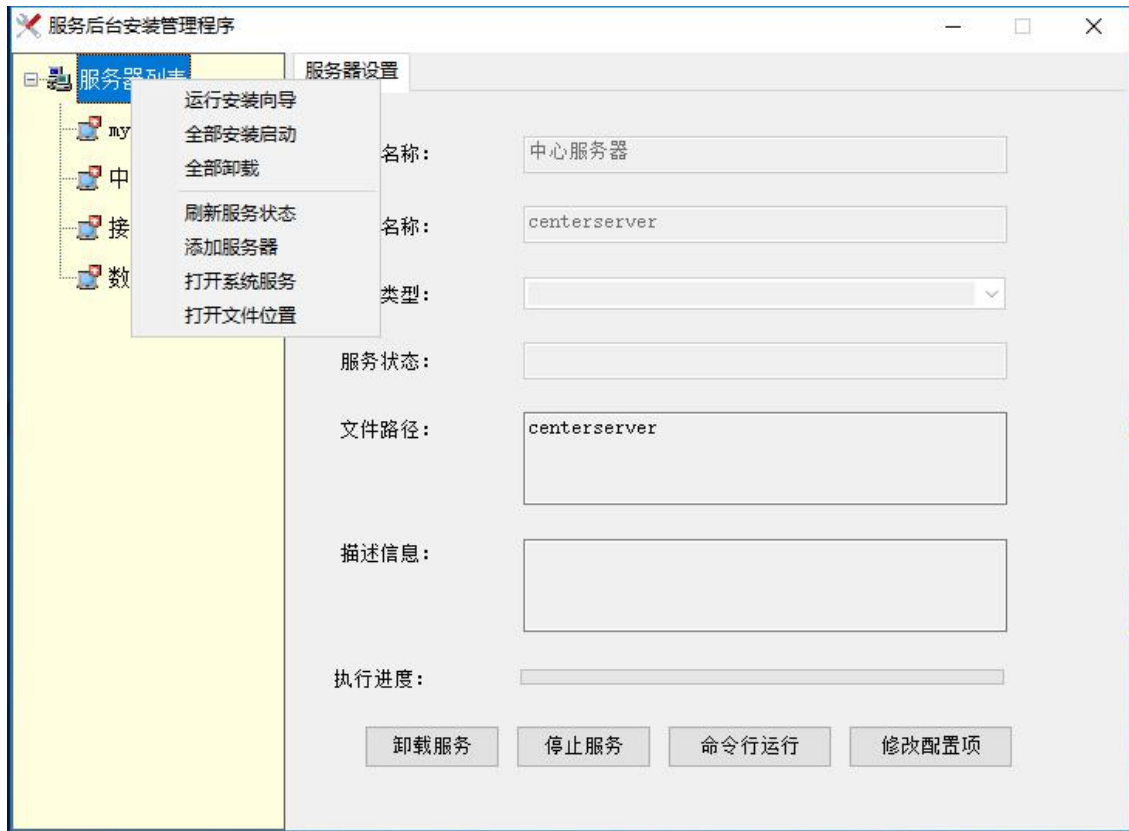 服务后台安装管理程序
服务器列表
my
中
接
数
运行安装向导
全部安装启动
全部卸载
刷新服务状态
添加服务器
打开系统服务
打开文件位置
服务器设置
名称： 中心服务器
名称： centerserver
类型：
服务状态：
文件路径： centerserver
描述信息：
执行进度：
卸载服务 停止服务 命令行运行 修改配置项